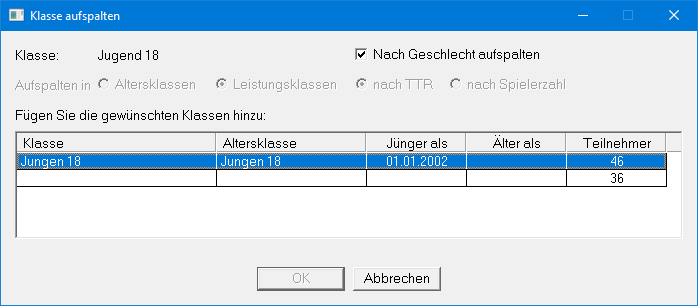 Klasse aufspalten
Klasse: Jugend 18 Nach Geschlecht aufspalten
Aufspalten in Altersklassen Leistungsklassen nach TTR nach Spielerzahl
Fügen Sie die gewünschten Klassen hinzu:
Klasse Altersklasse Jünger als Älter als Teilnehmer
Jungen 18 Jungen 18 01.01.2002 46
36
OK Abbrechen